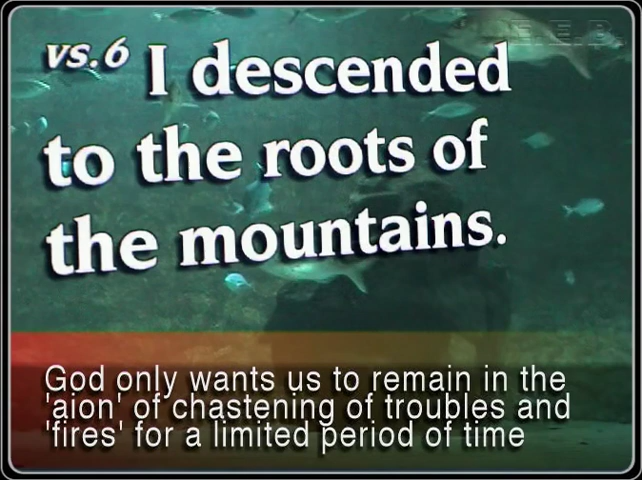 E.E.B.
vs.6 I descended
to the roots of
the mountains.
God only wants us to remain in the
'aion' of chastening of troubles and
'fires' for a limited period of time